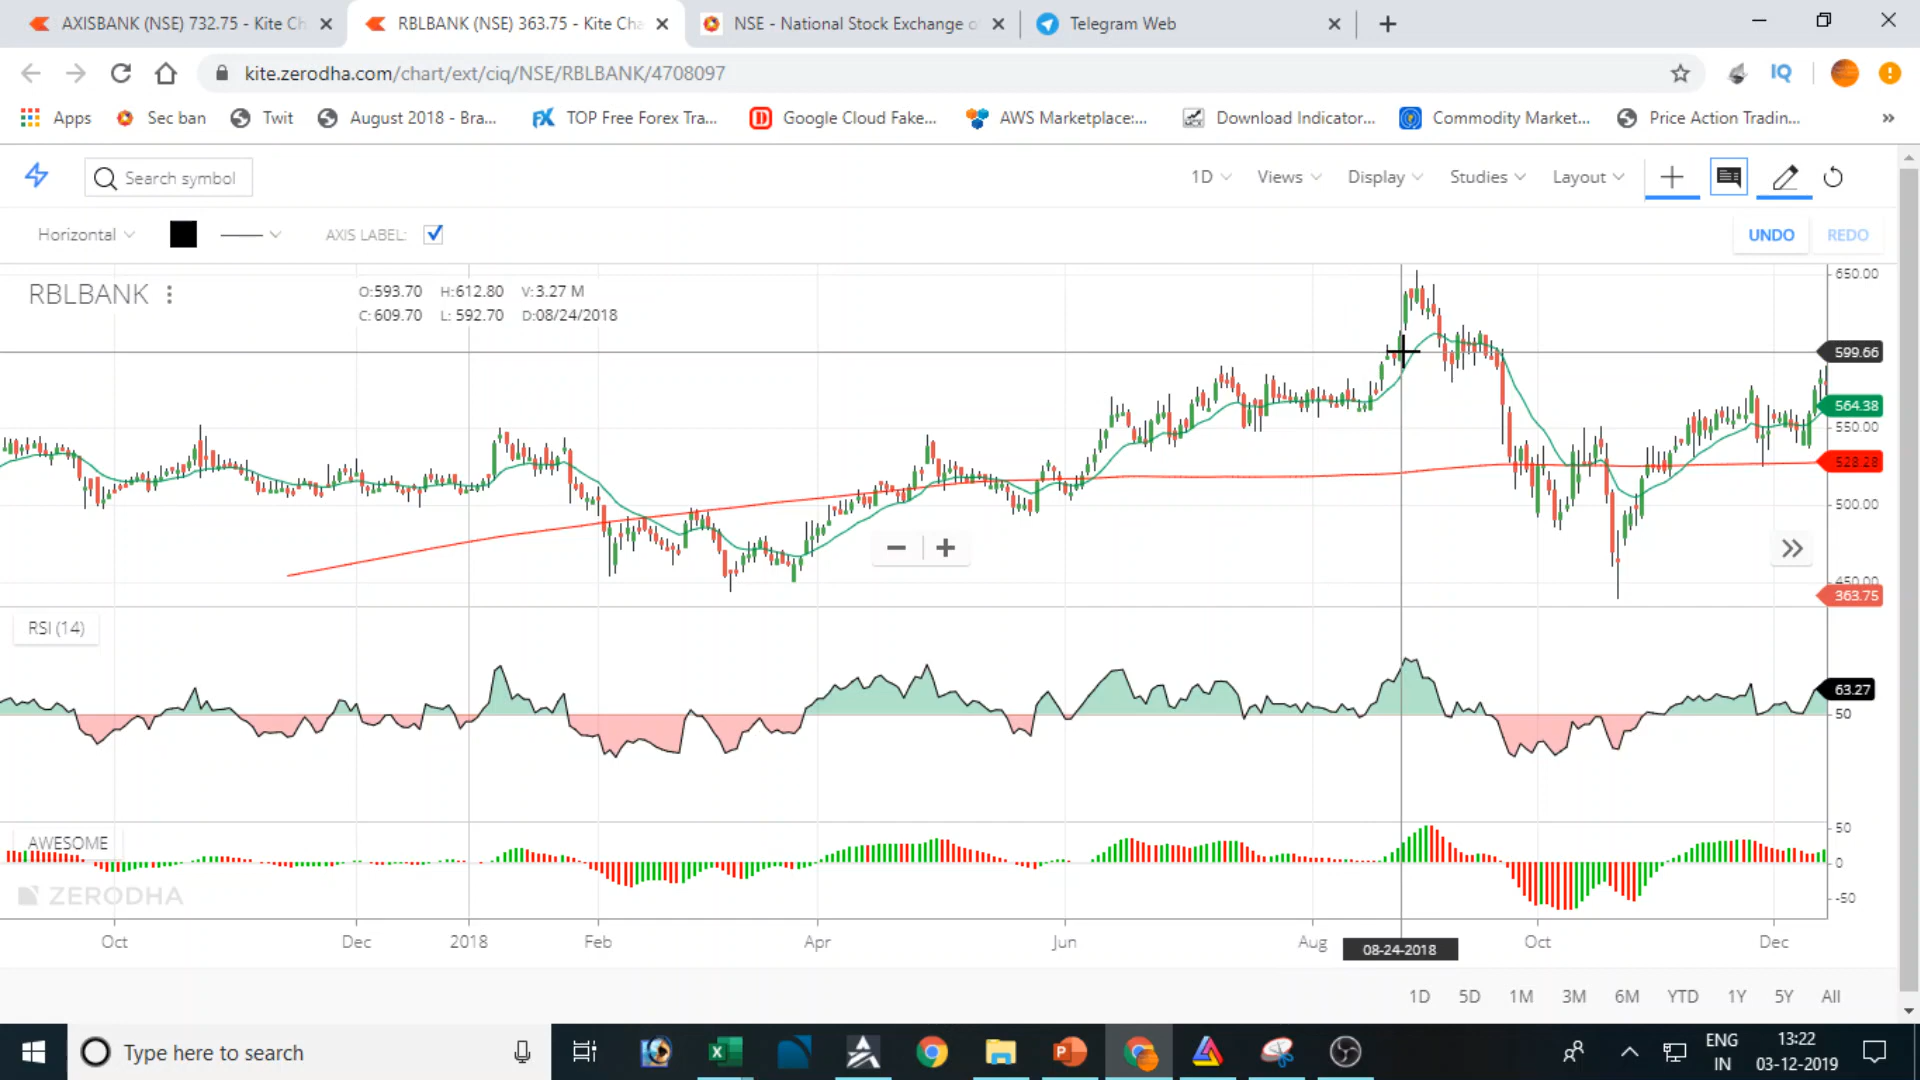 AXISBANK (NSE) 732.75 - Kite Ch
RBLBANK (NSE) 363.75 - Kite Cha
NSE - National Stock Exchange o
Telegram Web
kite.zerodha.com/chart/ext/ciq/NSE/RBLBANK/4708097
IQ
Apps
Sec ban
Twit
August 2018 - Bra...
FX
TOP Free Forex Tra...
Google Cloud Fake...
AWS Marketplace:...
Download Indicator...
Commodity Market...
Price Action Tradin...
Search symbol
1D
Views
Display
Studies
Layout
Horizontal
AXIS LABEL:
UNDO
REDO
RBLBANK
O:593.70 H:612.80 V:3.27 M
C: 609.70 L: 592.70 D:08/24/2018
650.00
599.66
564.38
550.00
528.28
500.00
450.00
363.75
RSI (14)
63.27
50
AWESOME
50
0
-50
ZERODHA
Oct Dec 2018 Feb Apr Jun Aug 08-24-2018 Oct Dec
1D 5D 1M 3M 6M YTD 1Y 5Y All
Type here to search
ENG
IN
13:22
03-12-2019